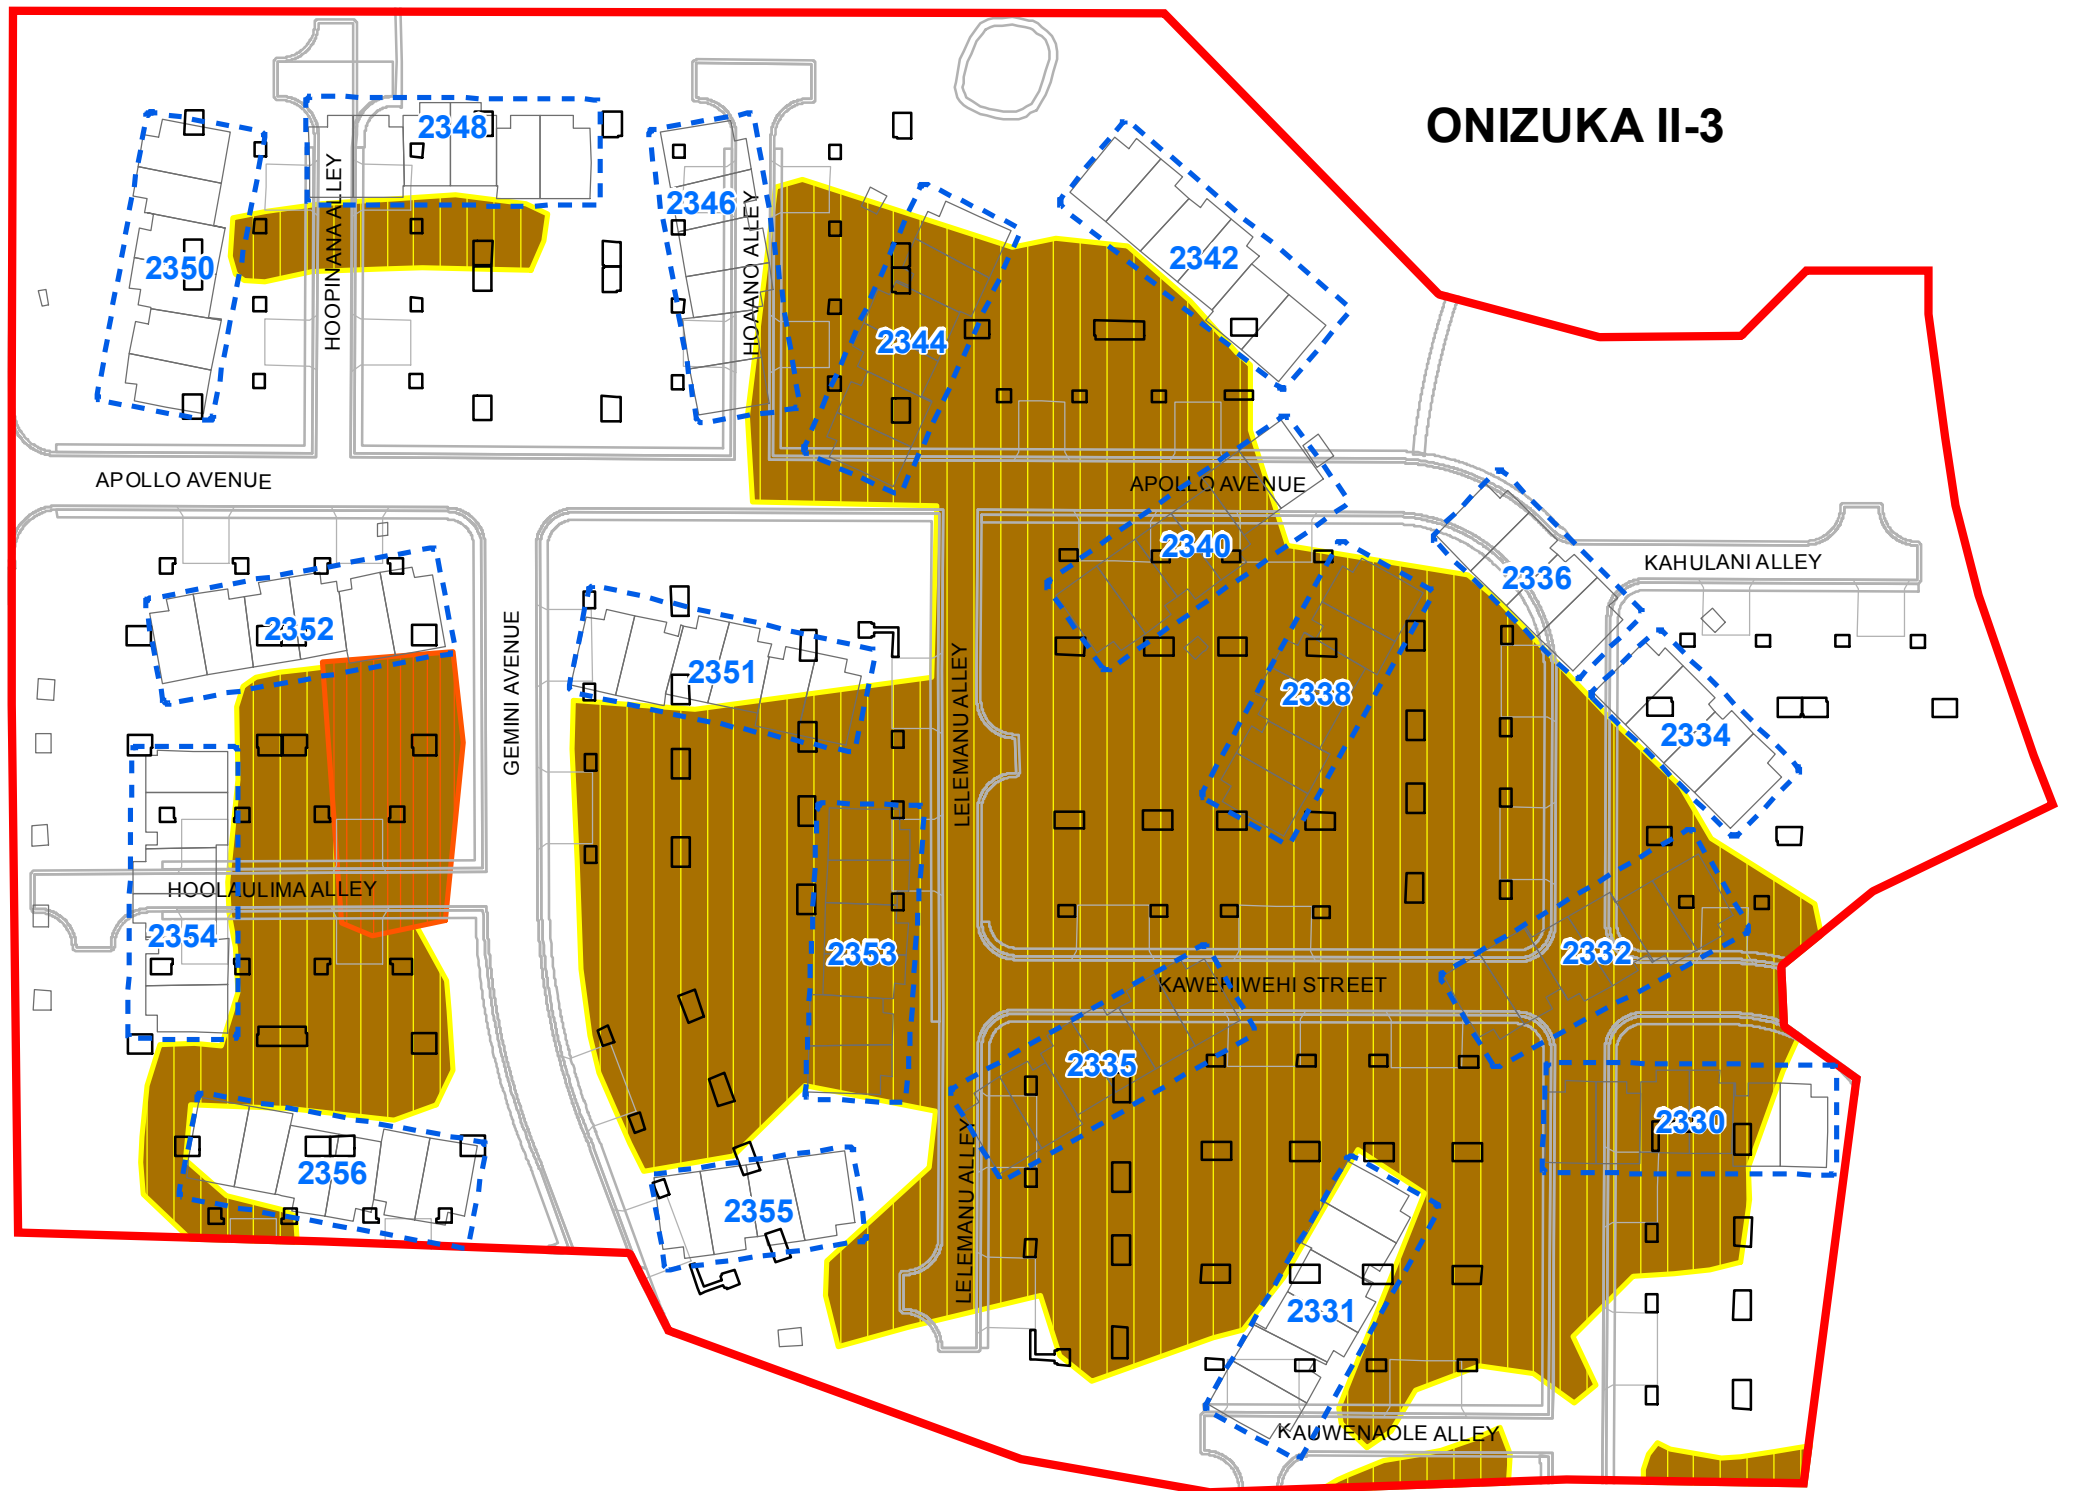 ONIZUKA II-3
2348
2346
2350
2342
2344
HOOPINANA ALLEY
HOANO ALLEY
APOLLO AVENUE
APOLLO AVENUE
2340
KAHULANI ALLEY
2336
2352
2351
GEMINI AVENUE
LELEMANU ALLEY
2338
2334
HOOLAULIMA ALLEY
2354
2353
2332
KAWEHIWEHI STREET
2335
2330
2356
2355
LELEMANU ALLEY
2331
KAUWENAOLE ALLEY